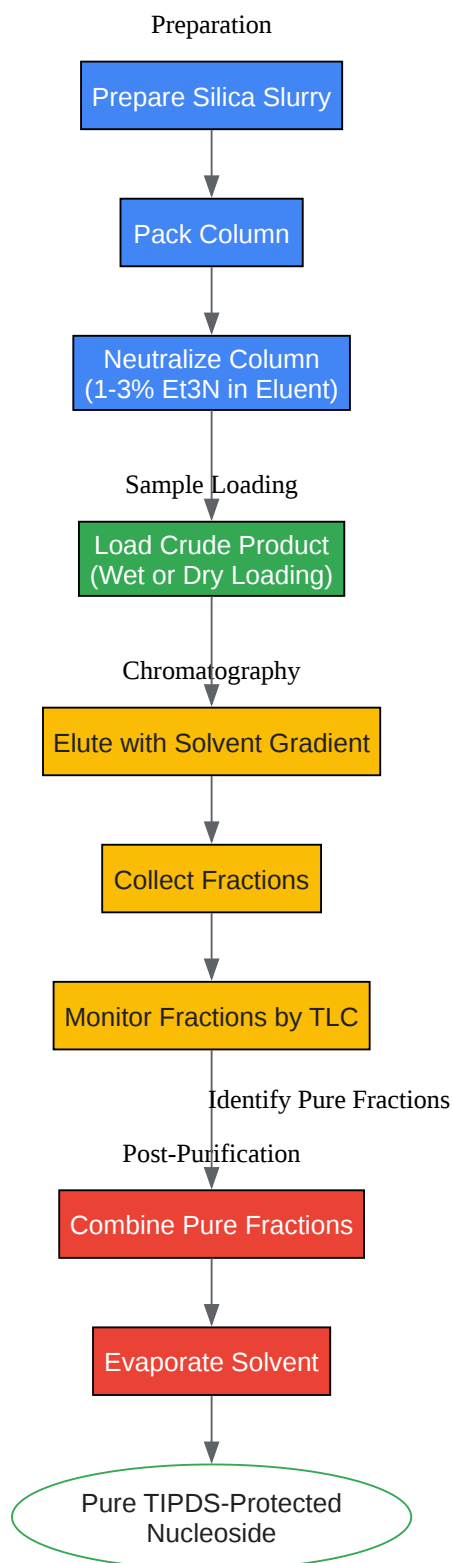 Preparation
Prepare Silica Slurry
Pack Column
Neutralize Column
(1-3% Et3N in Eluent)
Sample Loading
Load Crude Product
(Wet or Dry Loading)
Chromatography
Elute with Solvent Gradient
Collect Fractions
Monitor Fractions by TLC
Identify Pure Fractions
Post-Purification
Combine Pure Fractions
Evaporate Solvent
Pure TIPDS-Protected
Nucleoside